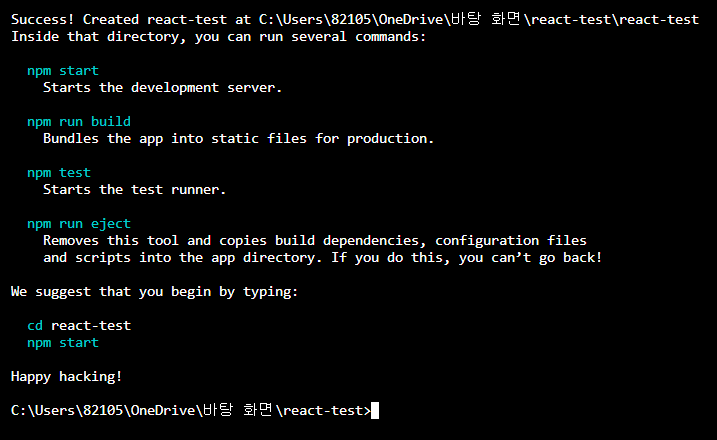 Success! Created react-test at C:\Users\82105\OneDrive\바탕 화면\react-test\react-test
Inside that directory, you can run several commands:
npm start
Starts the development server.
npm run build
Bundles the app into static files for production.
npm test
Starts the test runner.
npm run eject
Removes this tool and copies build dependencies, configuration files
and scripts into the app directory. If you do this, you can’t go back!
We suggest that you begin by typing:
cd react-test
npm start
Happy hacking!
C:\Users\82105\OneDrive\바탕 화면\react-test>